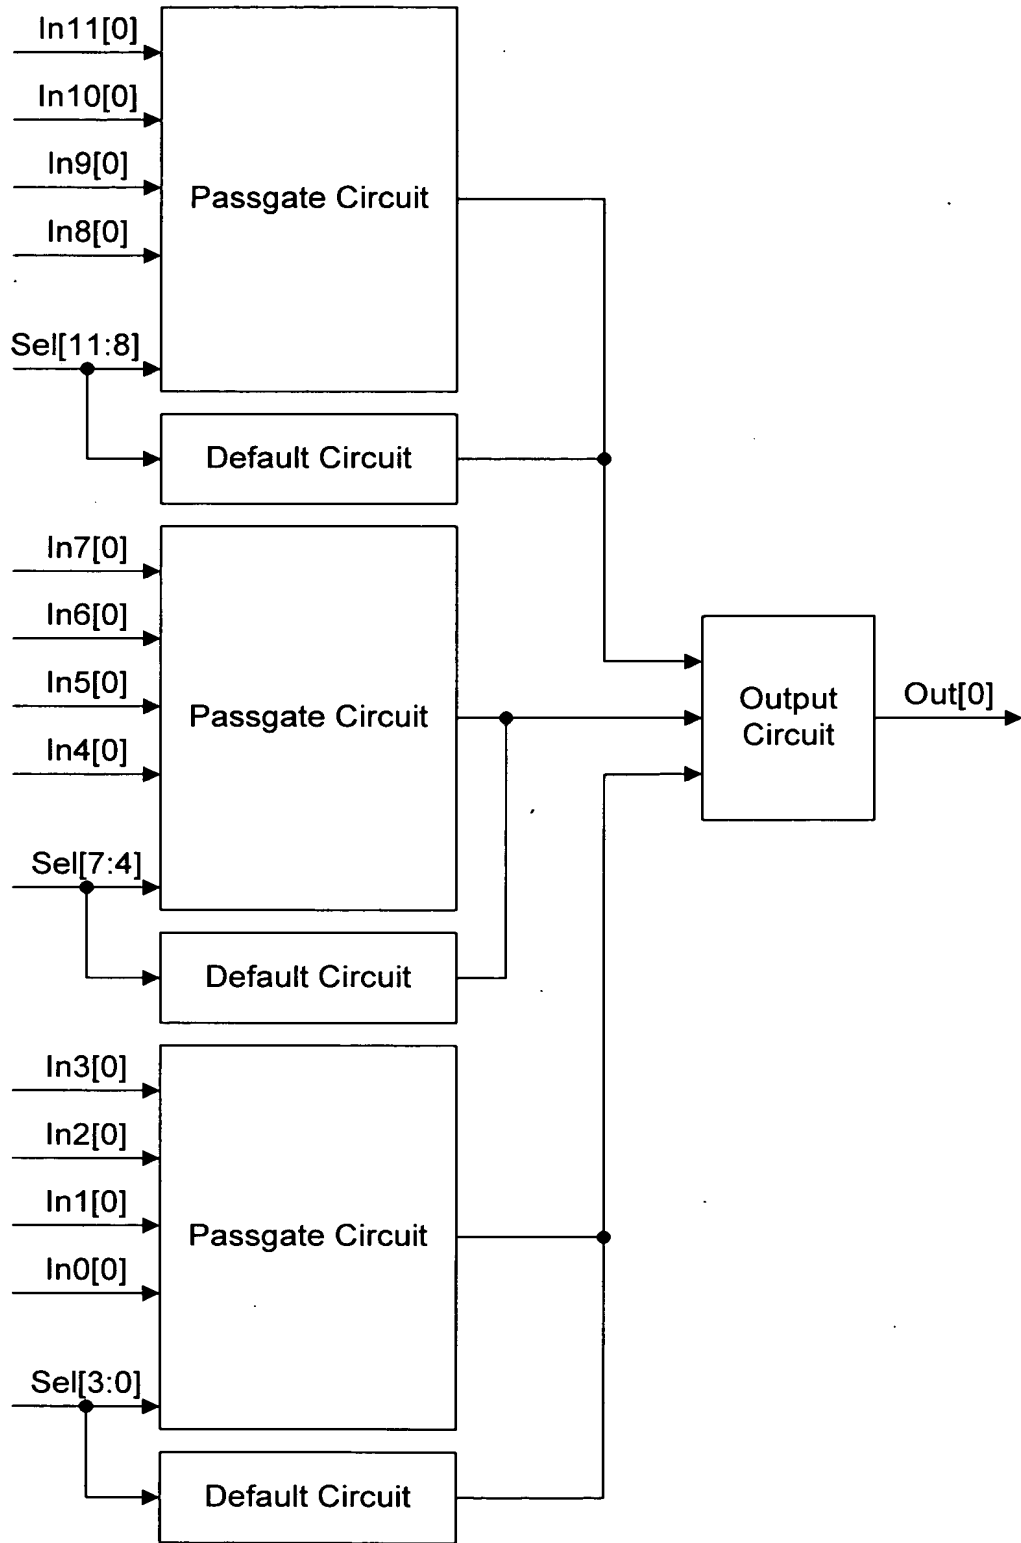 In11[0]
In10[0]
In9[0]
In8[0]
Passgate Circuit
Sel[11:8]
Default Circuit
In7[0]
In6[0]
In5[0]
In4[0]
Passgate Circuit
Sel[7:4]
Default Circuit
Output
Circuit
Out[0]
In3[0]
In2[0]
In1[0]
In0[0]
Passgate Circuit
Sel[3:0]
Default Circuit